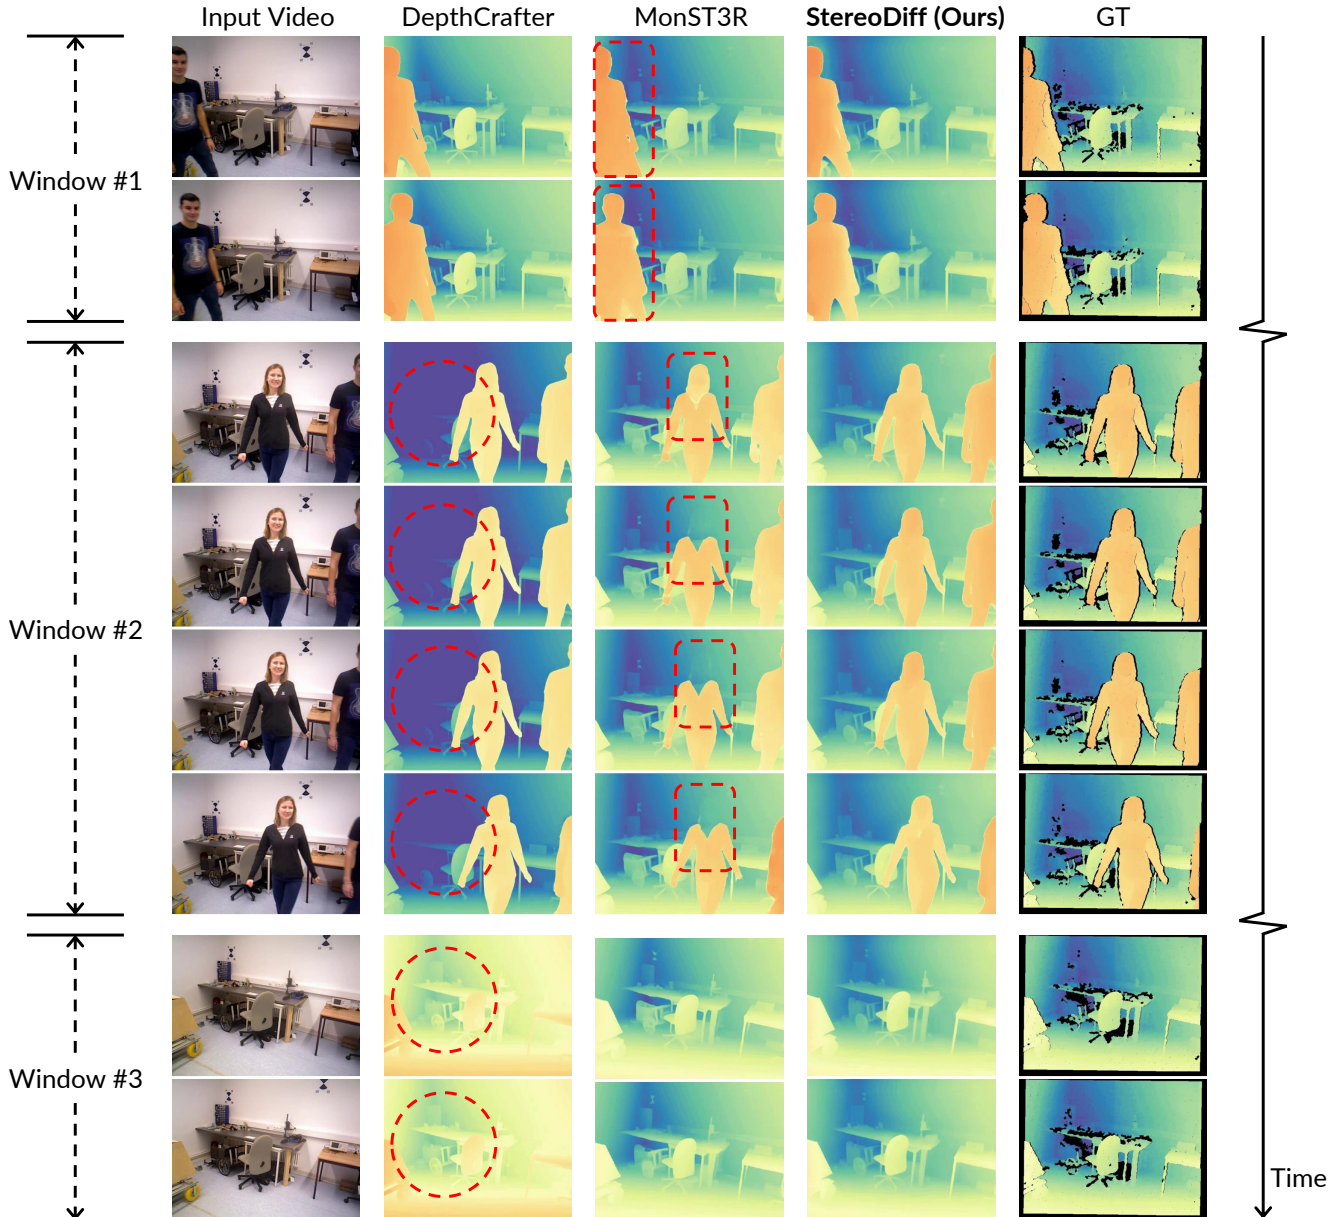 Input Video
DepthCrafter
MonST3R
StereoDiff (Ours)
GT
Window #1
Window #2
Window #3
Time